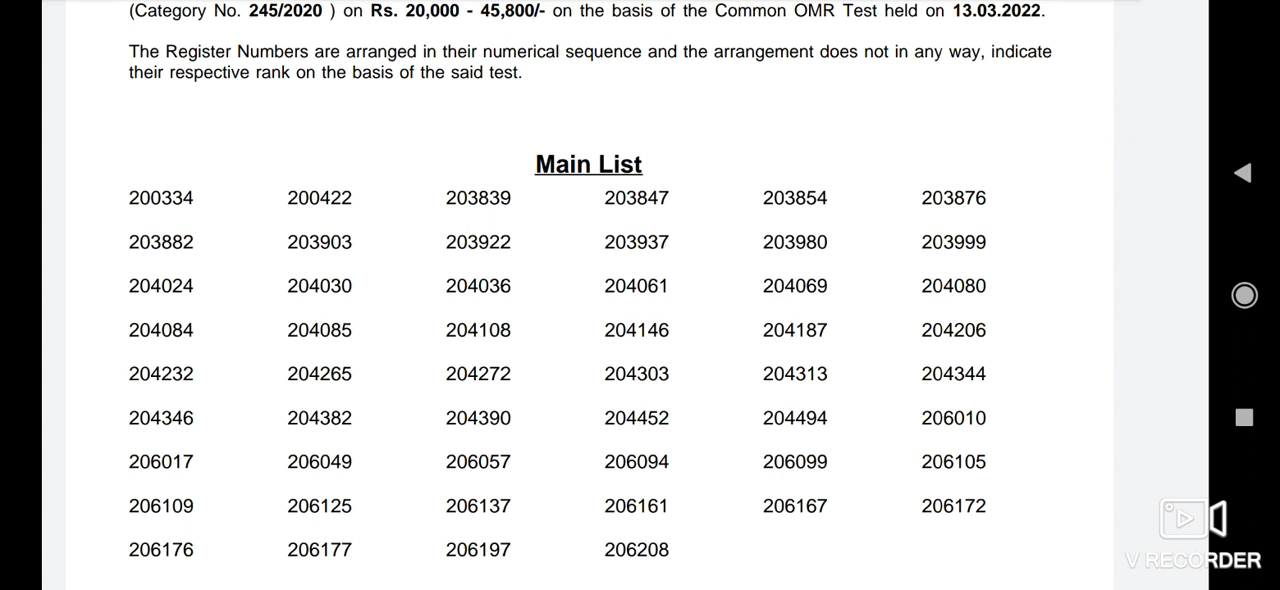 (Category No. 245/2020 ) on Rs. 20,000 - 45,800/- on the basis of the Common OMR Test held on 13.03.2022.
The Register Numbers are arranged in their numerical sequence and the arrangement does not in any way, indicate
their respective rank on the basis of the said test.
Main List
200334 200422 203839 203847 203854 203876
203882 203903 203922 203937 203980 203999
204024 204030 204036 204061 204069 204080
204084 204085 204108 204146 204187 204206
204232 204265 204272 204303 204313 204344
204346 204382 204390 204452 204494 206010
206017 206049 206057 206094 206099 206105
206109 206125 206137 206161 206167 206172
206176 206177 206197 206208
V RECORDER